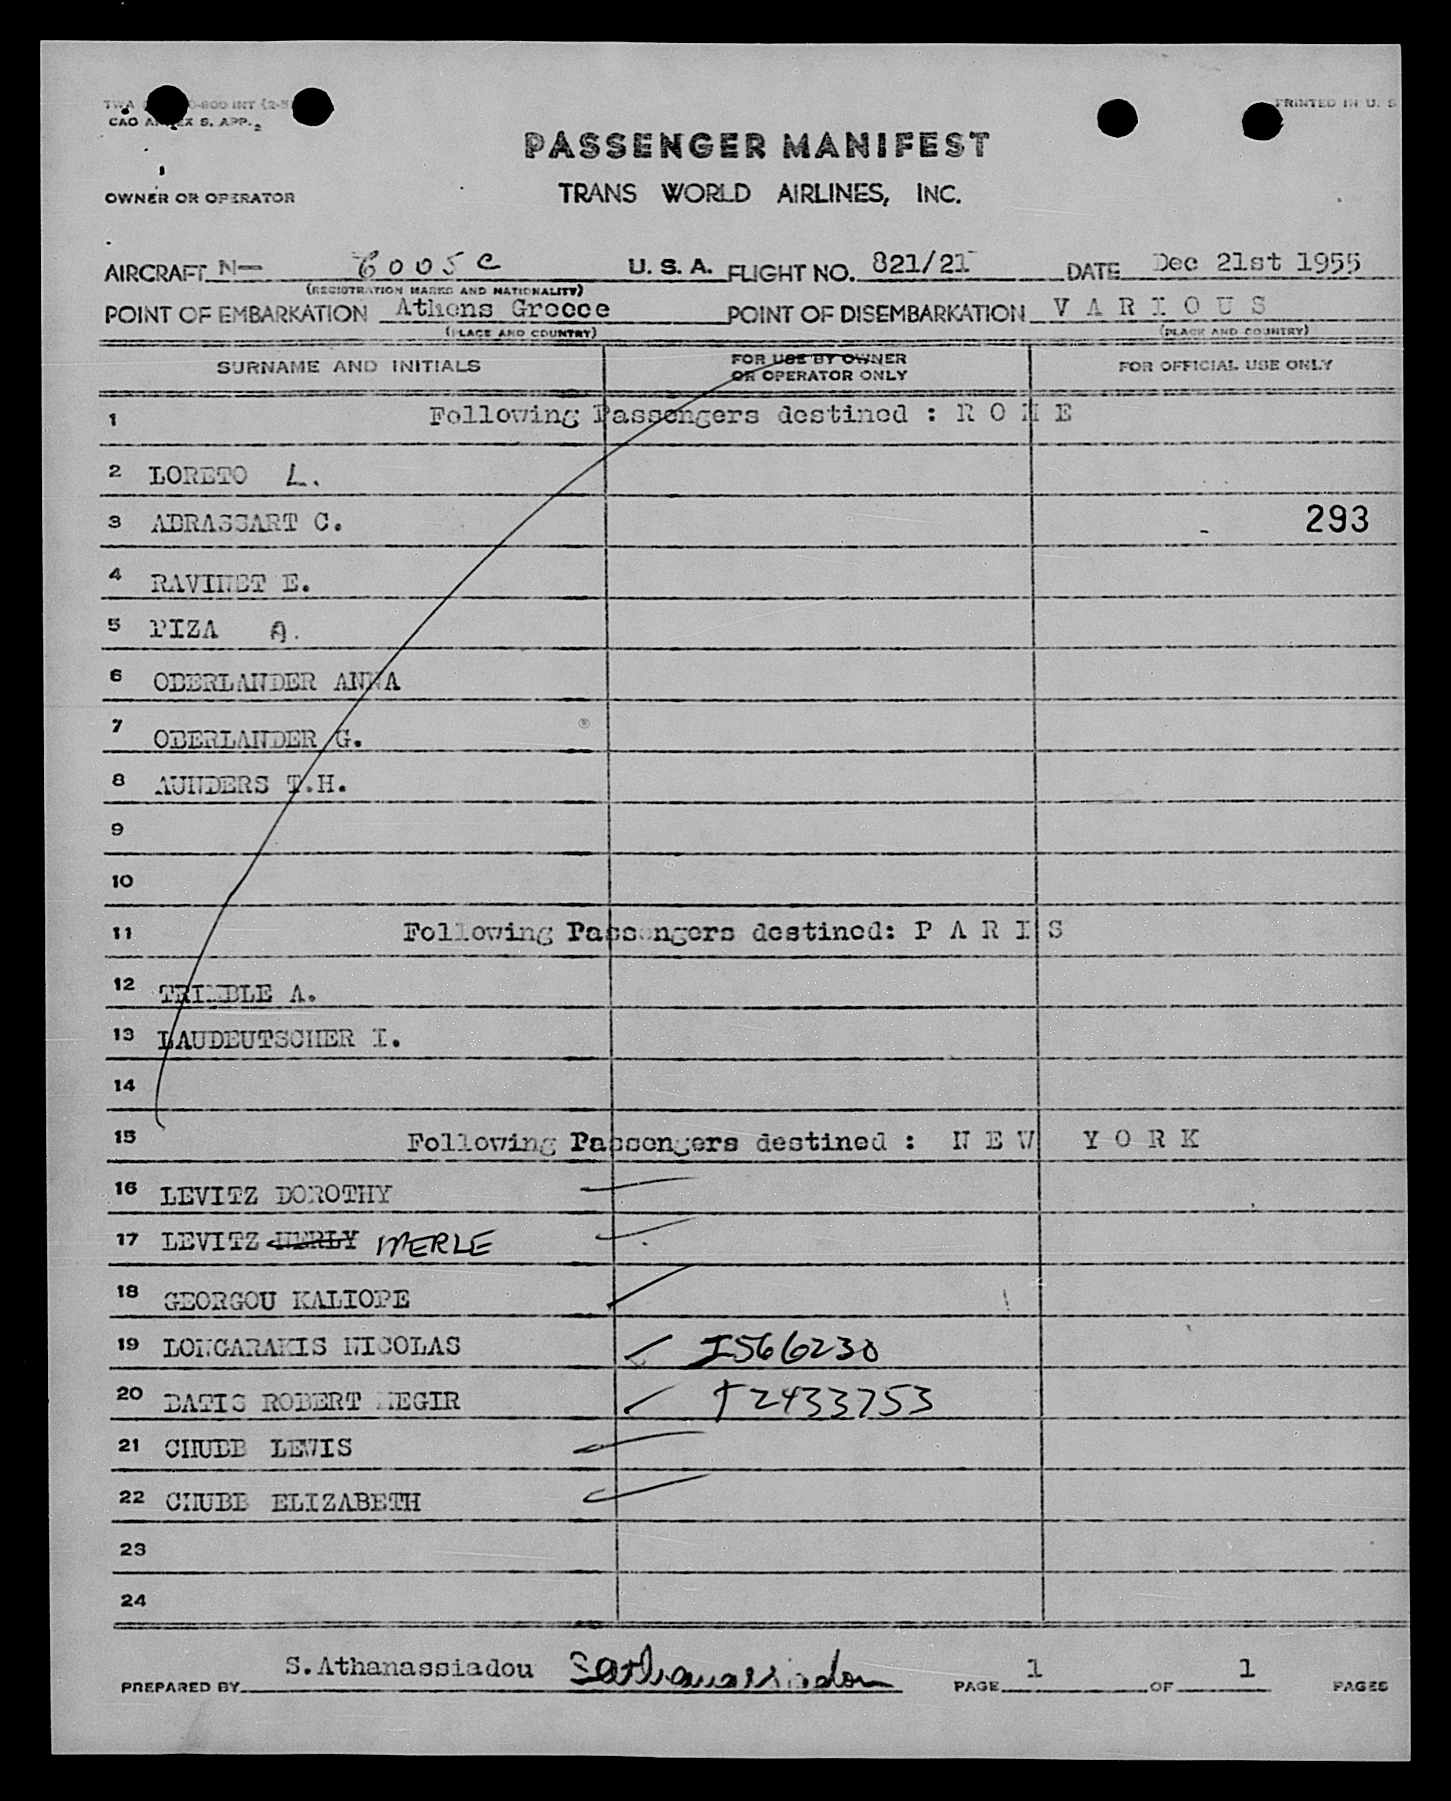 CAO ANNEX 9. APP. 2
PRINTED IN U. S
PASSENGER MANIFEST
OWNER OR OPERATOR
TRANS WORLD AIRLINES, INC.
AIRCRAFT N— 6005C U. S. A. FLIGHT NO. 821/21 DATE Dec 21st 1955
(REGISTRATION MARKS AND NATIONALITY)
POINT OF EMBARKATION Athens Greece POINT OF DISEMBARKATION V A R I O U S
(PLACE AND COUNTRY) (PLACE AND COUNTRY)
SURNAME AND INITIALS FOR USE BY OWNER OR OPERATOR ONLY FOR OFFICIAL USE ONLY
1 Following Passengers destined : R O M E
2 LORETO L.
3 ABRASSART C. 293
4 RAVINET E.
5 PIZA A.
6 OBERLANDER ANNA
7 OBERLANDER G.
8 AUNDERS T.H.
9
10
11 Following Passengers destined: P A R I S
12 TRIMBLE A.
13 LAUDEUTSCHER I.
14
15 Following Passengers destined : N E W Y O R K
16 LEVITZ DOROTHY
17 LEVITZ MERLY MERLE
18 GEORGOU KALIOPE
19 LONGARAKIS NICOLAS I566230
20 BATIS ROBERT MEGIR T2433753
21 CHUBB LEWIS
22 CHUBB ELIZABETH
23
24
PREPARED BY S.Athanassiadou Sathanassiadou PAGE 1 OF 1 PAGES